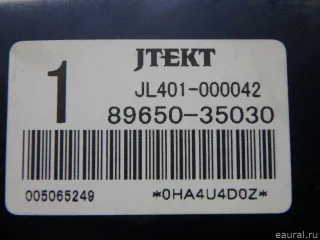 JTEKT
1
JL401-000042
89650-35030
005065249
*0HA4U4D0Z*
eaural.ru